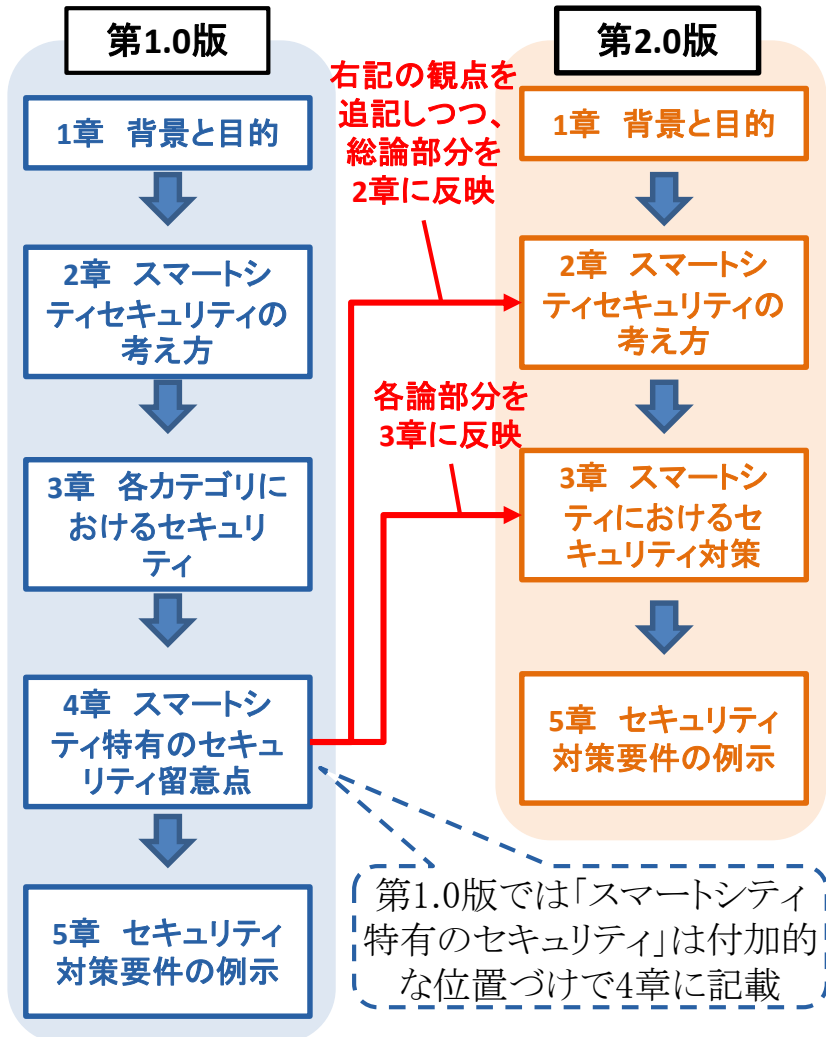 第1.0版
1章 背景と目的
2章 スマートシ
ティセキュリティの
考え方
3章 各カテゴリに
おけるセキュリ
ティ
4章 スマートシ
ティ特有のセキュ
リティ留意点
5章 セキュリティ
対策要件の例示
右記の観点を
追記しつつ、
総論部分を
2章に反映
各論部分を
3章に反映
第2.0版
1章 背景と目的
2章 スマートシ
ティセキュリティの
考え方
3章 スマートシ
ティにおけるセ
キュリティ対策
5章 セキュリティ
対策要件の例示
第1.0版では「スマートシティ
特有のセキュリティ」は付加的
な位置づけで4章に記載